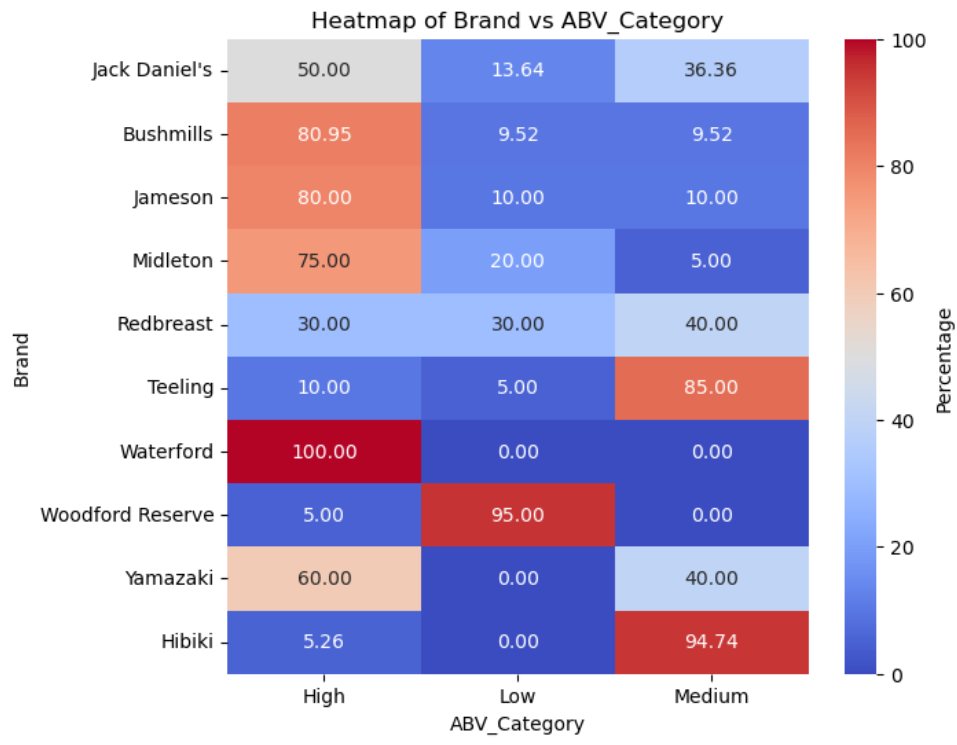 Heatmap of Brand vs ABV_Category
Brand
Jack Daniel's 50.00 13.64 36.36
Bushmills 80.95 9.52 9.52
Jameson 80.00 10.00 10.00
Midleton 75.00 20.00 5.00
Redbreast 30.00 30.00 40.00
Teeling 10.00 5.00 85.00
Waterford 100.00 0.00 0.00
Woodford Reserve 5.00 95.00 0.00
Yamazaki 60.00 0.00 40.00
Hibiki 5.26 0.00 94.74
High Low Medium
ABV_Category
100
80
60
40
20
0
Percentage